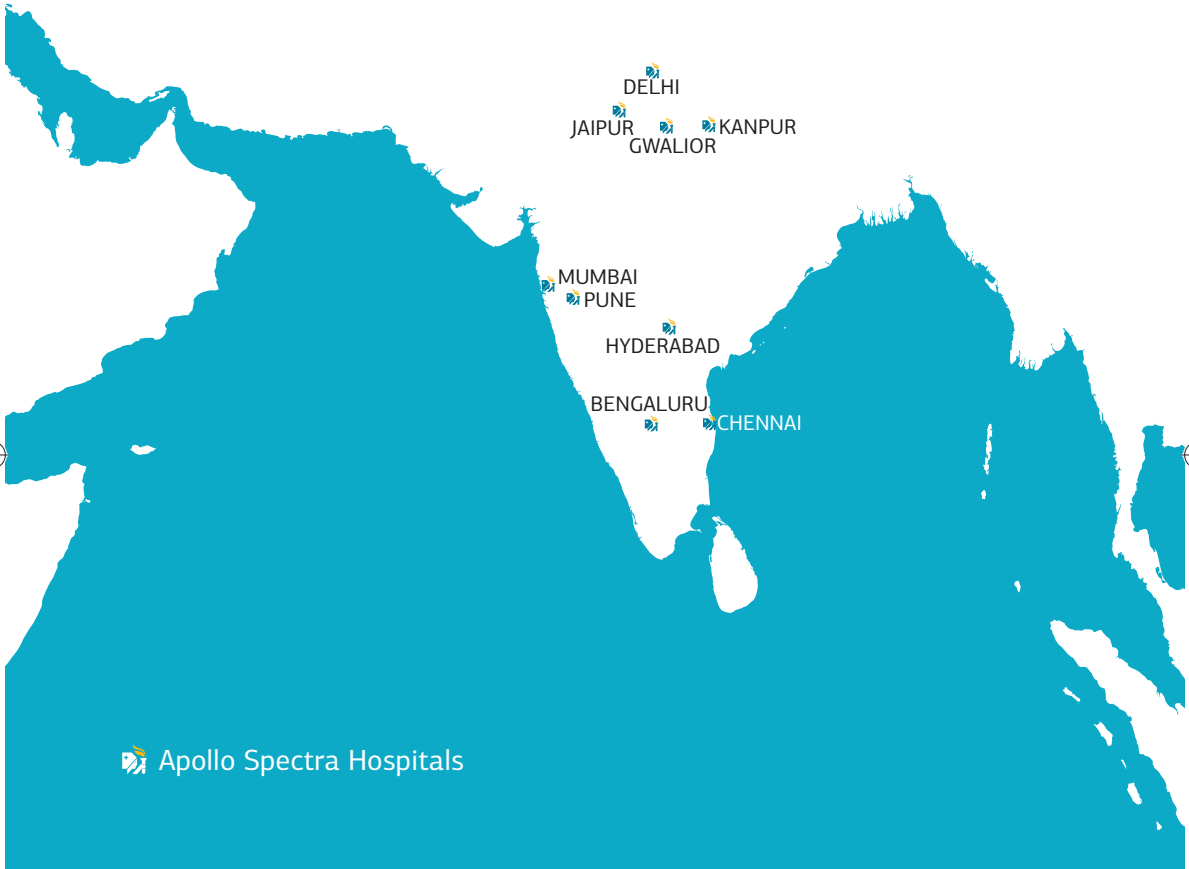 DELHI
JAIPUR
KANPUR
GWALIOR
MUMBAI
PUNE
HYDERABAD
BENGALURU
CHENNAI
Apollo Spectra Hospitals